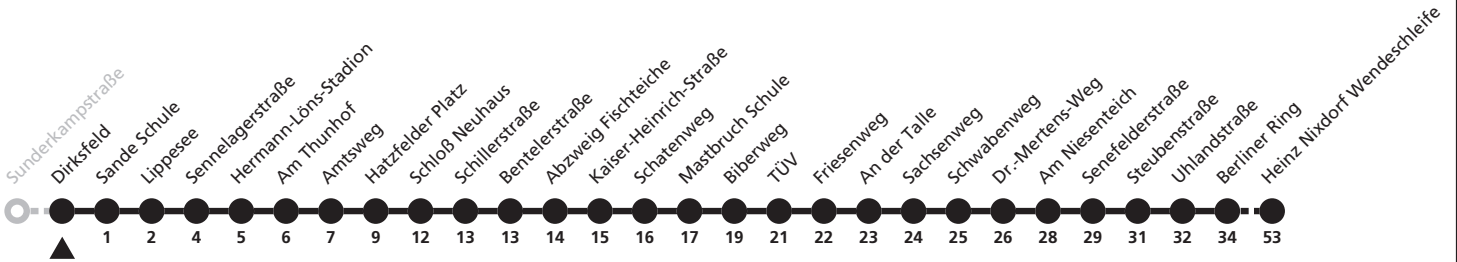 Sunderkampstraße
Dirksfeld
Sande Schule
Lippesee
Sennelagerstraße
Hermann-Löns-Stadion
Am Thunhof
Amtsweg
Hatzfelder Platz
Schloß Neuhaus
Schillerstraße
Bentelerstraße
Abzweig Fischteiche
Kaiser-Heinrich-Straße
Schatenweg
Mastbruch Schule
Biberweg
TÜV
Friesenweg
An der Talle
Sachsenweg
Schwabenweg
Dr.-Mertens-Weg
Am Niesenteich
Senefelderstraße
Steubenstraße
Uhlandstraße
Berliner Ring
Heinz Nixdorf Wendeschleife
1 2 4 5 6 7 9 12 13 13 14 15 16 17 19 21 22 23 24 25 26 28 29 31 32 34 53